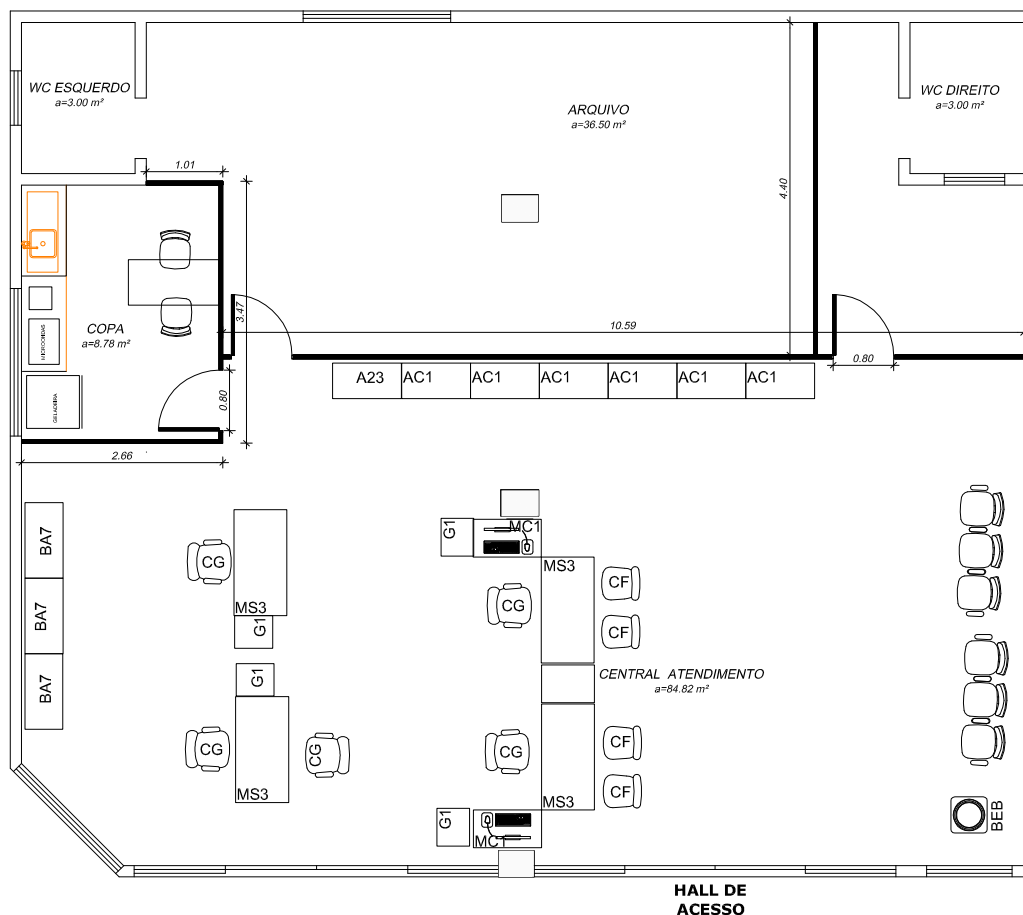 WC ESQUERDO
a=3.00 m²
ARQUIVO
a=36.50 m²
WC DIREITO
a=3.00 m²
1.01
4.40
3.47
10.59
0.80
COPA
a=8.78 m²
MICROONDAS
GELADEIRA
0.80
2.66
A23
AC1
AC1
AC1
AC1
AC1
AC1
BA7
BA7
BA7
CG
MS3
G1
G1
CG
CG
MS3
G1
MC1
MS3
CG
CF
CF
CENTRAL ATENDIMENTO
a=84.82 m²
CG
CF
CF
MS3
G1
MC1
BEB
HALL DE
ACESSO